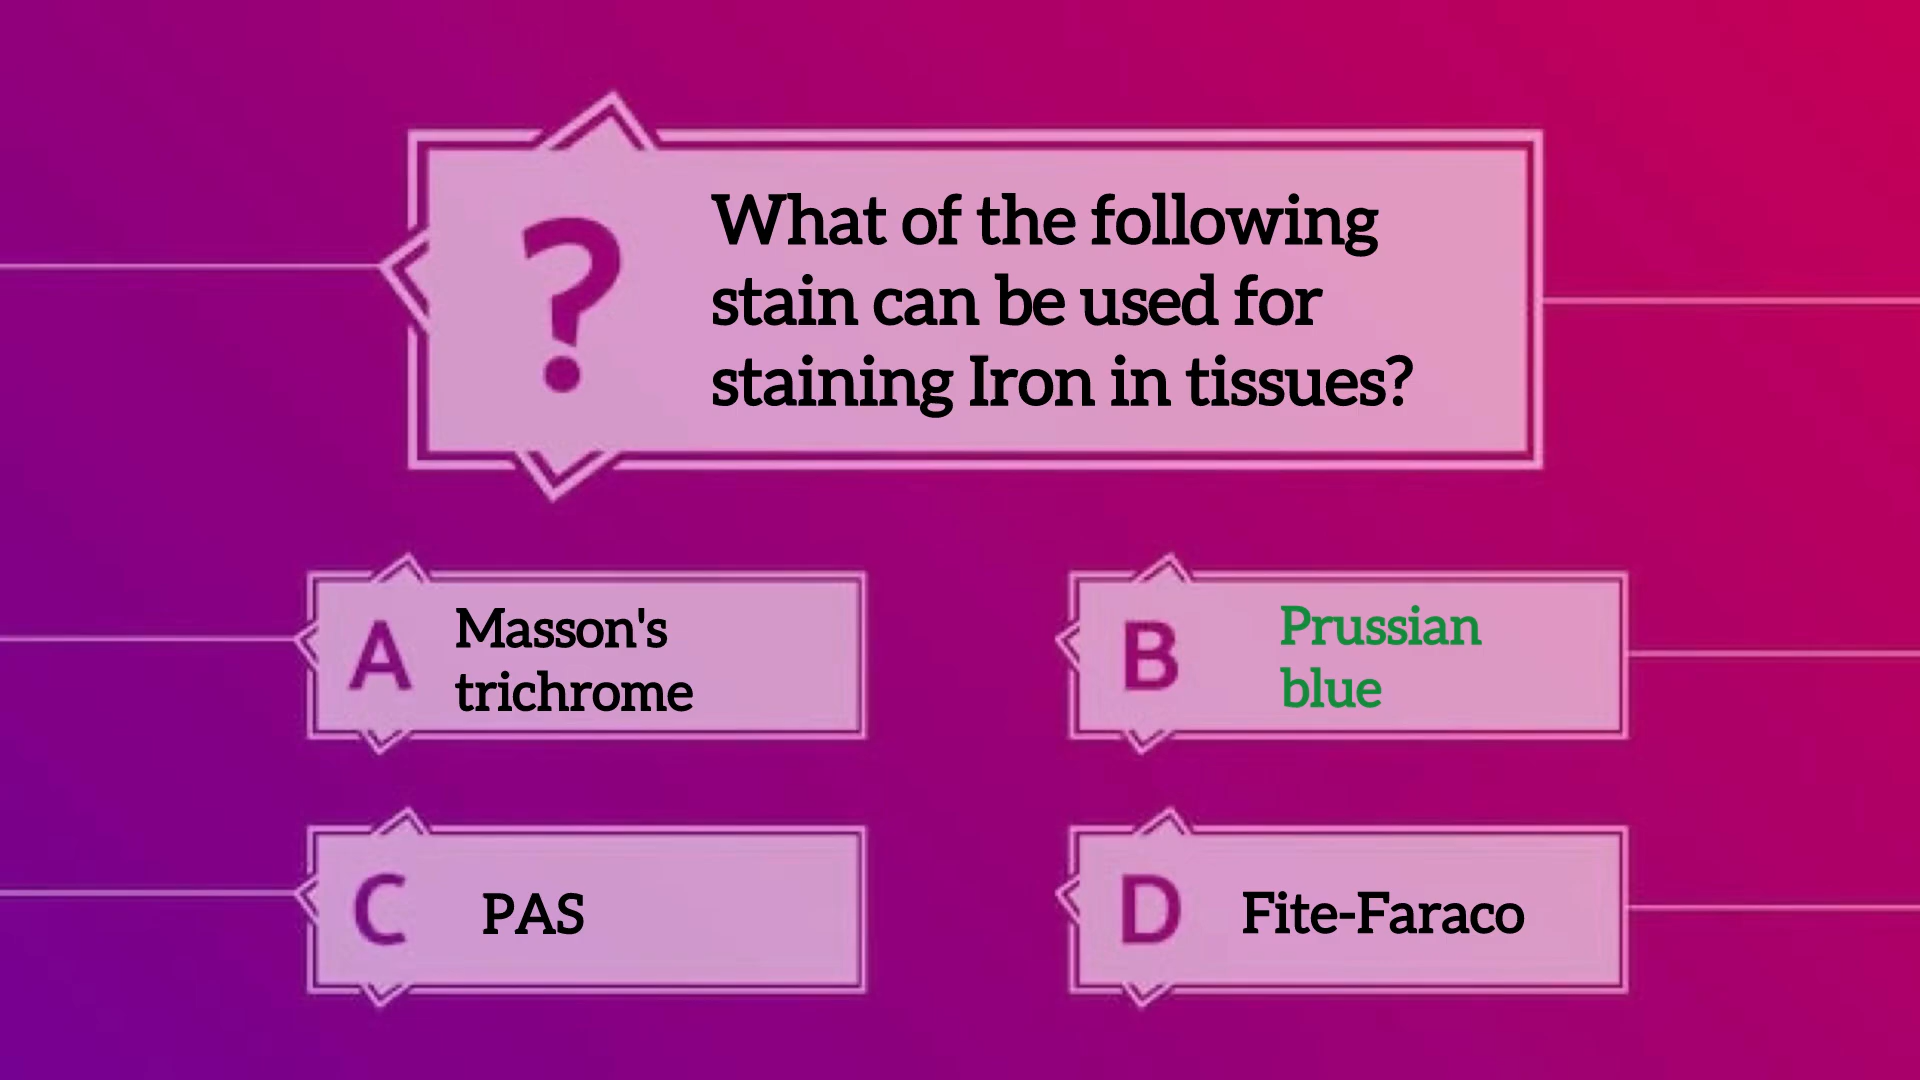 ?
What of the following
stain can be used for
staining Iron in tissues?
A
Masson's
trichrome
B
Prussian
blue
C
PAS
D
Fite-Faraco